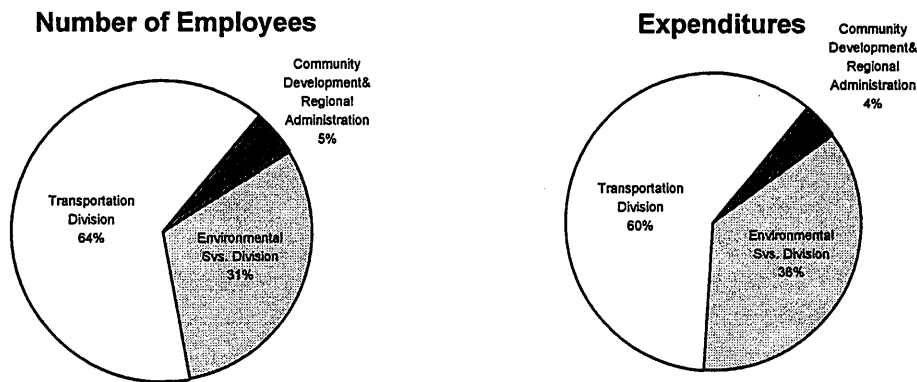 Number of Employees
Community
Development&
Regional
Administration
5%
Transportation
Division
64%
Environmental
Svs. Division
31%
Expenditures
Community
Development&
Regional
Administration
4%
Transportation
Division
60%
Environmental
Svs. Division
36%